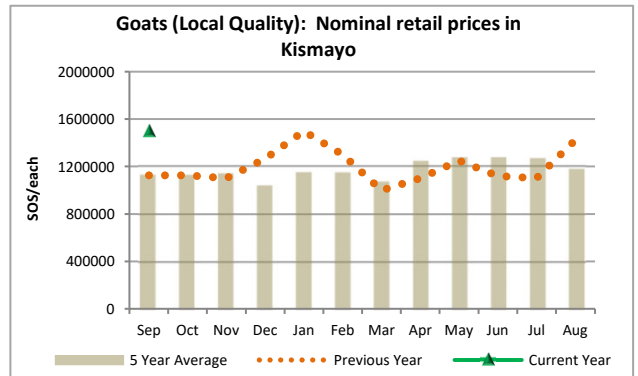 Goats (Local Quality): Nominal retail prices in
Kismayo
SOS/each
2000000
1600000
1200000
800000
400000
0
Sep Oct Nov Dec Jan Feb Mar Apr May Jun Jul Aug
5 Year Average Previous Year Current Year